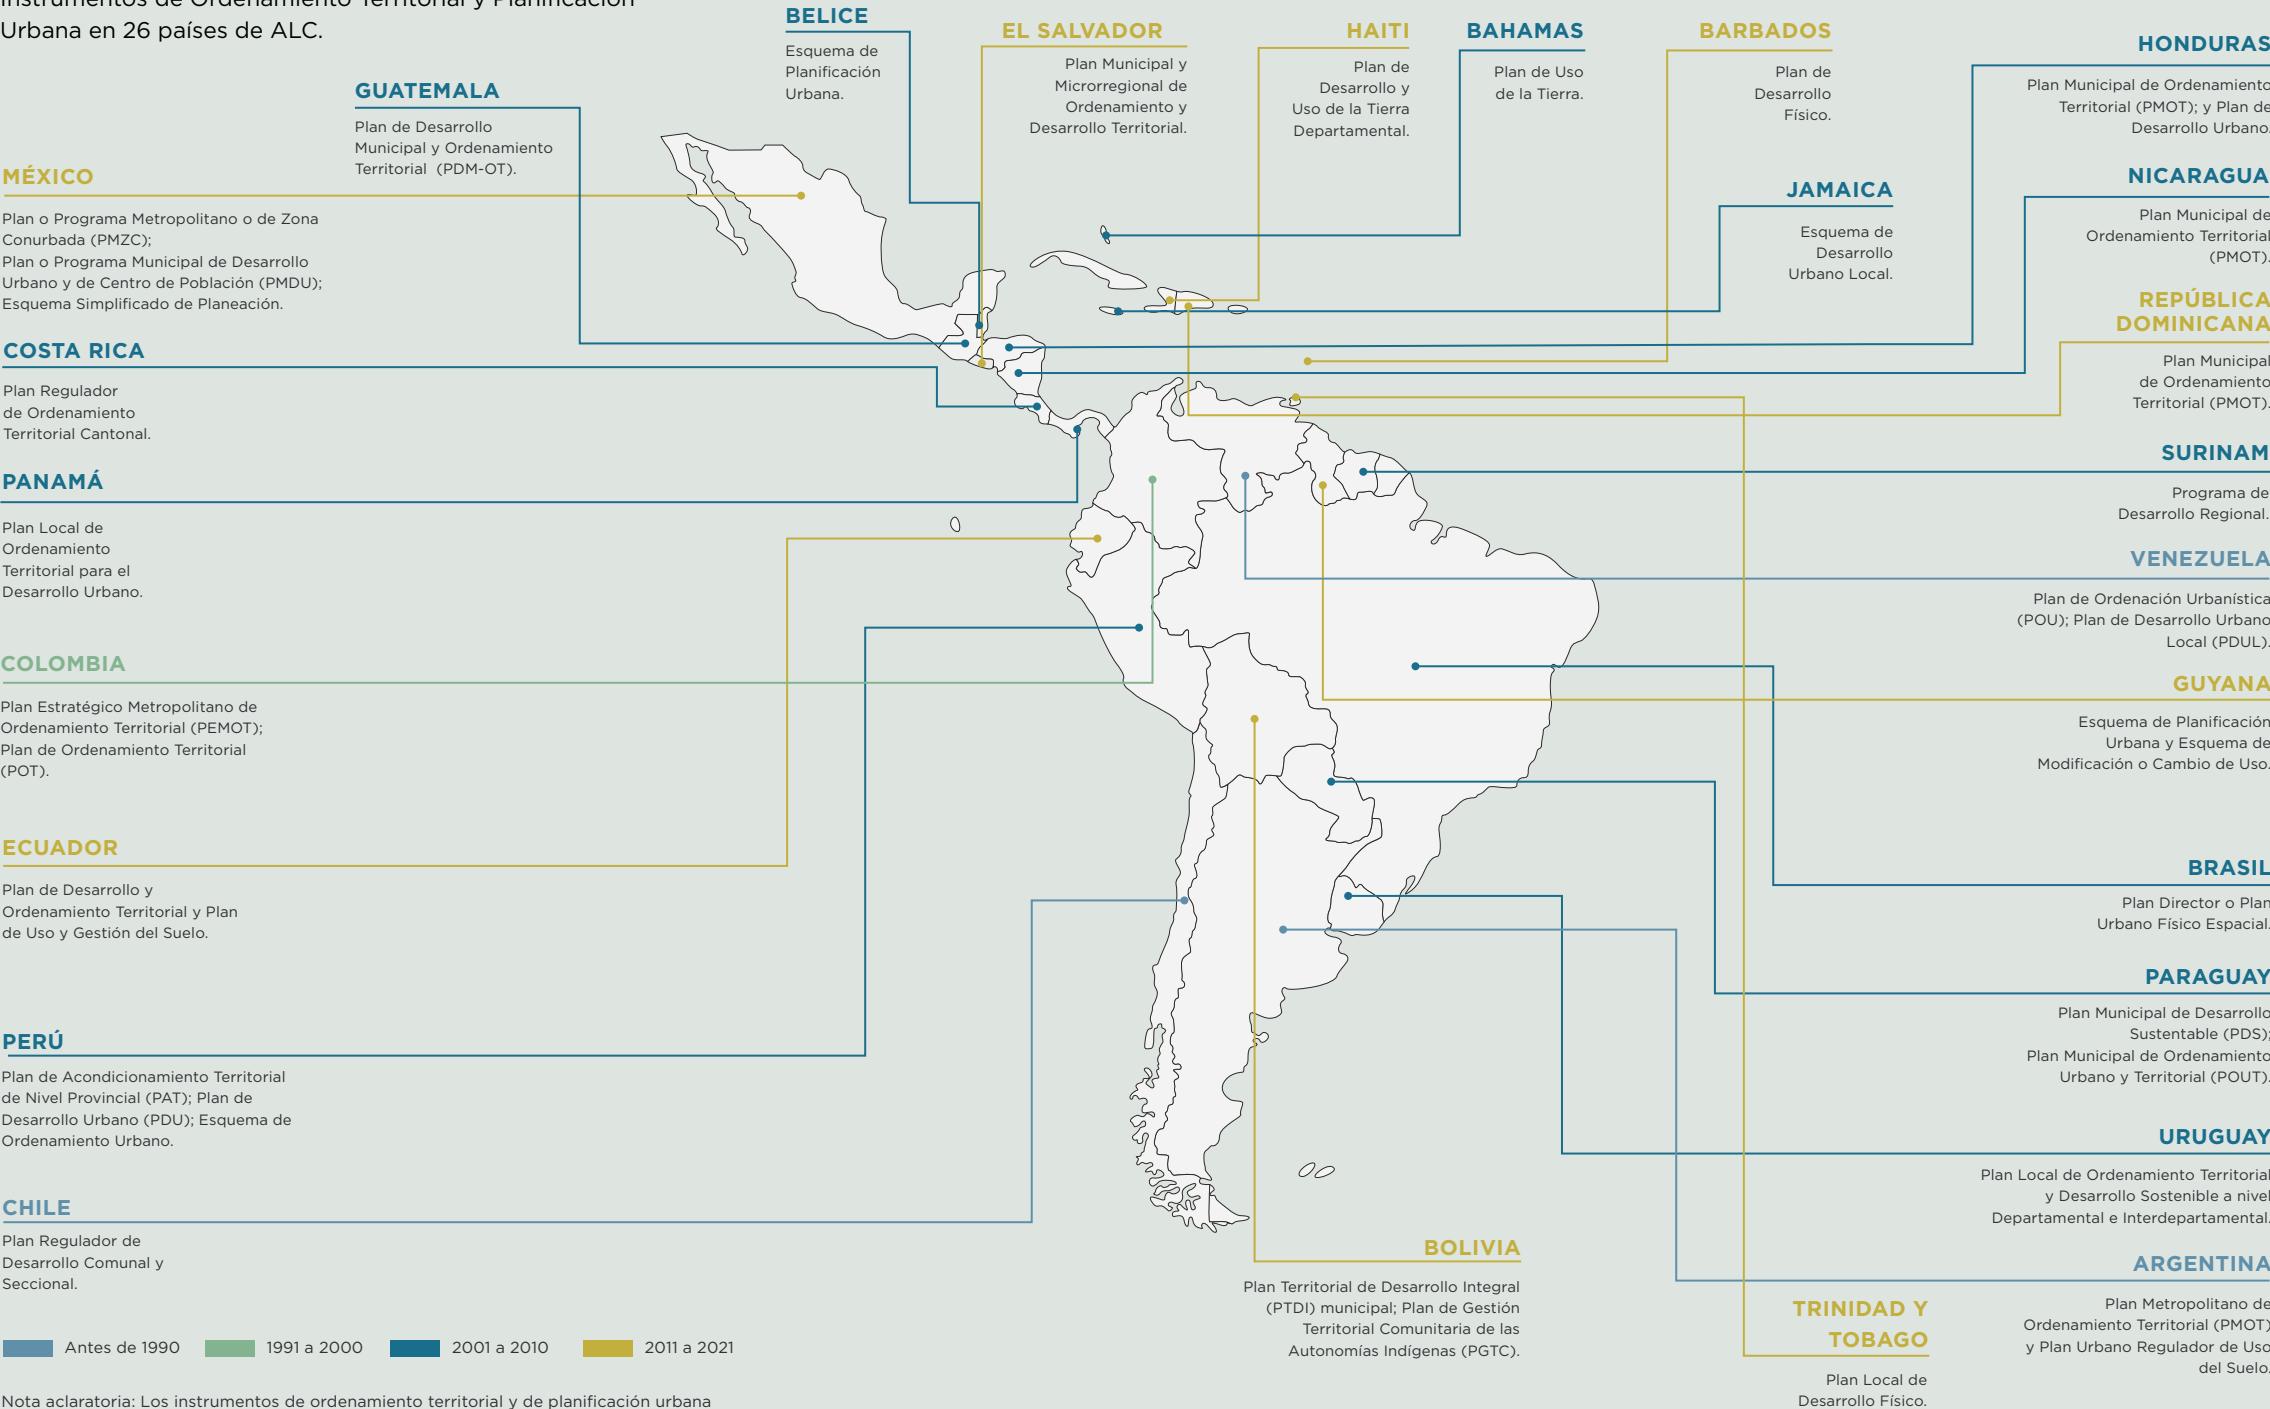 Instrumentos de Ordenamiento Territorial y Planificación
Urbana en 26 países de ALC.
BELICE
Esquema de
Planificación
Urbana.
EL SALVADOR
Plan Municipal y
Microrregional de
Ordenamiento y
Desarrollo Territorial.
HAITI
Plan de
Desarrollo y
Uso de la Tierra
Departamental.
BAHAMAS
Plan de Uso
de la Tierra.
BARBADOS
Plan de
Desarrollo
Físico.
HONDURAS
Plan Municipal de Ordenamiento
Territorial (PMOT); y Plan de
Desarrollo Urbano.
GUATEMALA
Plan de Desarrollo
Municipal y Ordenamiento
Territorial (PDM-OT).
MÉXICO
Plan o Programa Metropolitano o de Zona
Conurbada (PMZC);
Plan o Programa Municipal de Desarrollo
Urbano y de Centro de Población (PMDU);
Esquema Simplificado de Planeación.
JAMAICA
Esquema de
Desarrollo
Urbano Local.
NICARAGUA
Plan Municipal de
Ordenamiento Territorial
(PMOT).
REPÚBLICA
DOMINICANA
Plan Municipal
de Ordenamiento
Territorial (PMOT).
COSTA RICA
Plan Regulador
de Ordenamiento
Territorial Cantonal.
PANAMÁ
Plan Local de
Ordenamiento
Territorial para el
Desarrollo Urbano.
SURINAM
Programa de
Desarrollo Regional.
VENEZUELA
Plan de Ordenación Urbanística
(POU); Plan de Desarrollo Urbano
Local (PDUL).
COLOMBIA
Plan Estratégico Metropolitano de
Ordenamiento Territorial (PEMOT);
Plan de Ordenamiento Territorial
(POT).
GUYANA
Esquema de Planificación
Urbana y Esquema de
Modificación o Cambio de Uso.
ECUADOR
Plan de Desarrollo y
Ordenamiento Territorial y Plan
de Uso y Gestión del Suelo.
BRASIL
Plan Director o Plan
Urbano Físico Espacial.
PARAGUAY
Plan Municipal de Desarrollo
Sustentable (PDS);
Plan Municipal de Ordenamiento
Urbano y Territorial (POUT).
PERÚ
Plan de Acondicionamiento Territorial
de Nivel Provincial (PAT); Plan de
Desarrollo Urbano (PDU); Esquema de
Ordenamiento Urbano.
URUGUAY
Plan Local de Ordenamiento Territorial
y Desarrollo Sostenible a nivel
Departamental e Interdepartamental.
CHILE
Plan Regulador de
Desarrollo Comunal y
Seccional.
BOLIVIA
Plan Territorial de Desarrollo Integral
(PTDI) municipal; Plan de Gestión
Territorial Comunitaria de las
Autonomías Indígenas (PGTC).
ARGENTINA
Plan Metropolitano de
Ordenamiento Territorial (PMOT)
y Plan Urbano Regulador de Uso
del Suelo.
TRINIDAD Y
TOBAGO
Plan Local de
Desarrollo Físico.
Antes de 1990
1991 a 2000
2001 a 2010
2011 a 2021
Nota aclaratoria: Los instrumentos de ordenamiento territorial y de planificación urbana